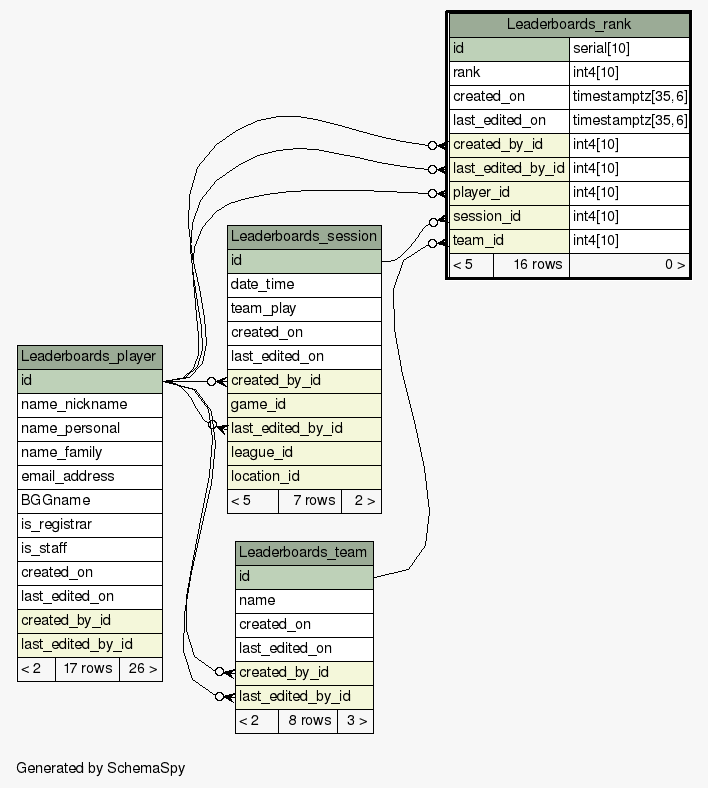 Leaderboards_rank
id serial[10]
rank int4[10]
created_on timestamptz[35,6]
last_edited_on timestamptz[35,6]
created_by_id int4[10]
last_edited_by_id int4[10]
player_id int4[10]
session_id int4[10]
team_id int4[10]
< 5 16 rows 0 >
Leaderboards_session
id
date_time
team_play
created_on
last_edited_on
created_by_id
game_id
last_edited_by_id
league_id
location_id
< 5 7 rows 2 >
Leaderboards_player
id
name_nickname
name_personal
name_family
email_address
BGGname
is_registrar
is_staff
created_on
last_edited_on
created_by_id
last_edited_by_id
< 2 17 rows 26 >
Leaderboards_team
id
name
created_on
last_edited_on
created_by_id
last_edited_by_id
< 2 8 rows 3 >
Generated by SchemaSpy